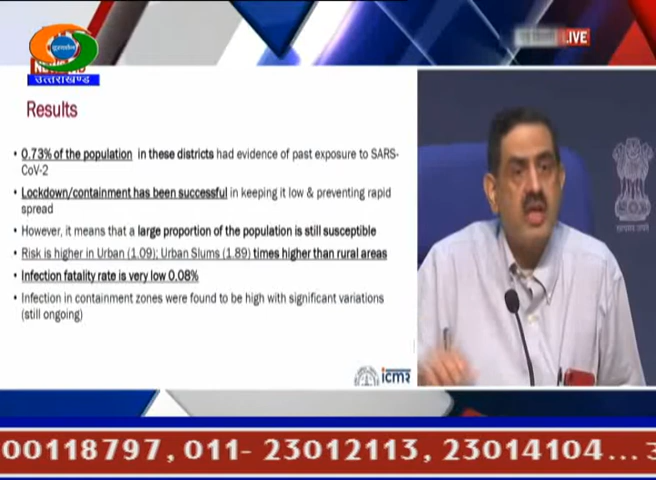 दूरदर्शन
उत्तराखण्ड
LIVE
Results
• 0.73% of the population in these districts had evidence of past exposure to SARS-
CoV-2
• Lockdown/containment has been successful in keeping it low & preventing rapid
spread
• However, it means that a large proportion of the population is still susceptible
• Risk is higher in Urban (1.09); Urban Slums (1.89) times higher than rural areas
• Infection fatality rate is very low 0.08%
• Infection in containment zones were found to be high with significant variations
(still ongoing)
icmr
00118797, 011- 23012113, 23014104...